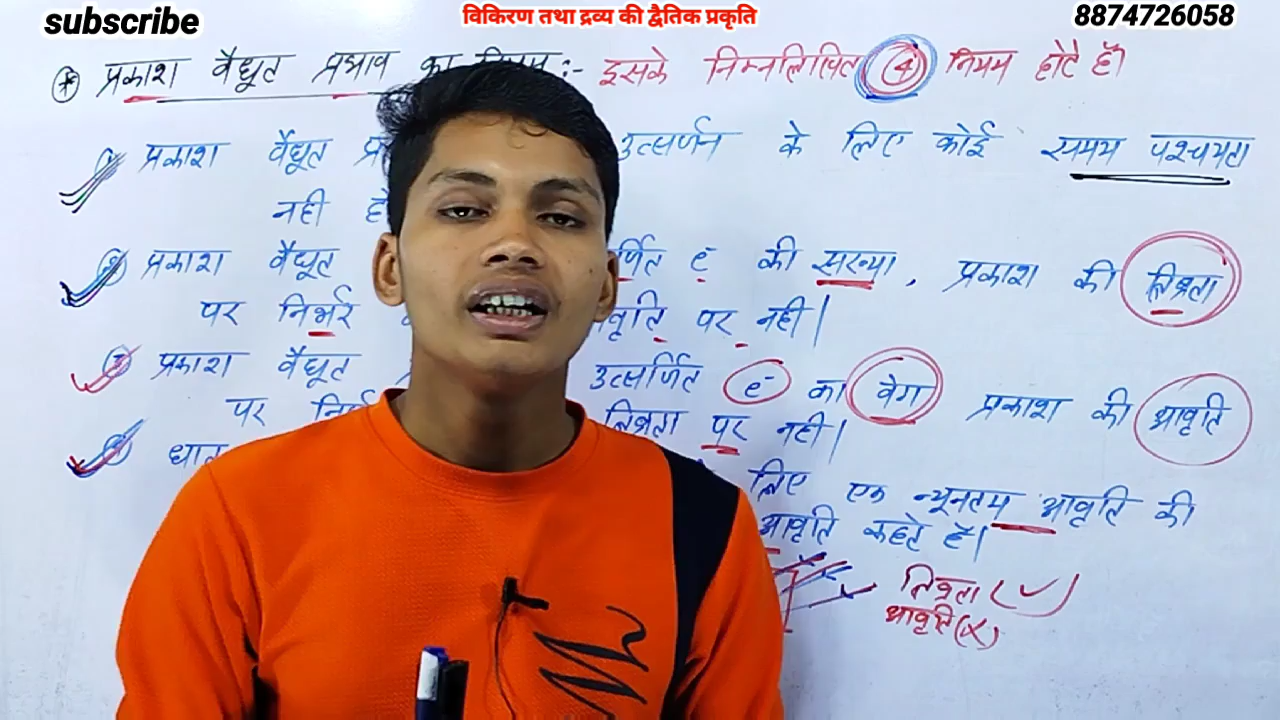 subscribe
विकिरण तथा द्रव्य की द्वैतिक प्रकृति
8874726058
प्रकाश वैद्युत प्रभाव का नियम :- इसके निम्नलिखित (4) नियम होते है।
प्रकाश वैद्युत उत्सर्जन के लिए कोई समय पश्चयता
नही
प्रकाश वैद्युत e⁻ की संख्या, प्रकाश की तिव्रता
पर निर्भर पर नही।
प्रकाश वैद्युत उत्सर्जित e⁻ का वेग प्रकाश की आवृति
पर तिव्रता पर नही।
लिए एक न्यूनतम आवृति की
आवृति कहते है।
तिव्रता (✓)
आवृति (x)